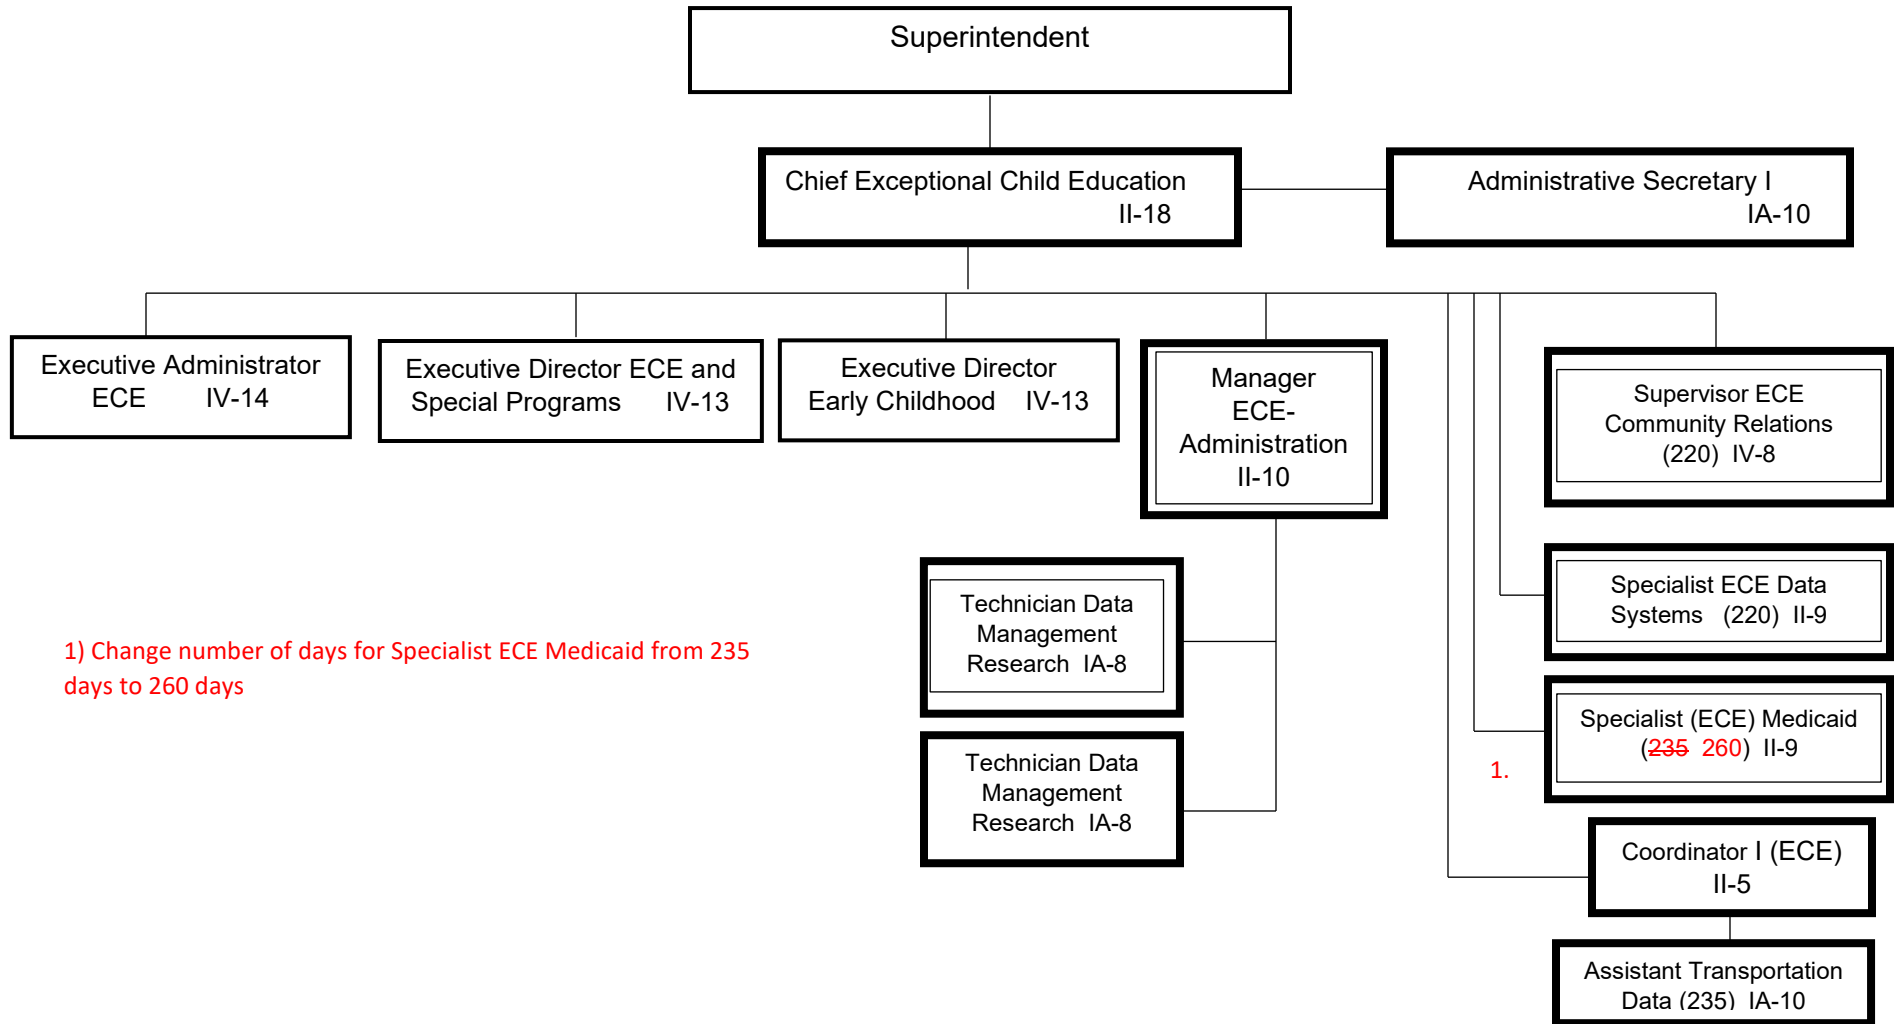 Superintendent
Chief Exceptional Child Education
II-18
Administrative Secretary I
IA-10
Executive Administrator
ECE IV-14
Executive Director ECE and
Special Programs IV-13
Executive Director
Early Childhood IV-13
Manager
ECE-
Administration
II-10
Supervisor ECE
Community Relations
(220) IV-8
Technician Data
Management
Research IA-8
Specialist ECE Data
Systems (220) II-9
1) Change number of days for Specialist ECE Medicaid from 235
days to 260 days
Specialist (ECE) Medicaid
(235 260) II-9
1.
Technician Data
Management
Research IA-8
Coordinator I (ECE)
II-5
Assistant Transportation
Data (235) IA-10